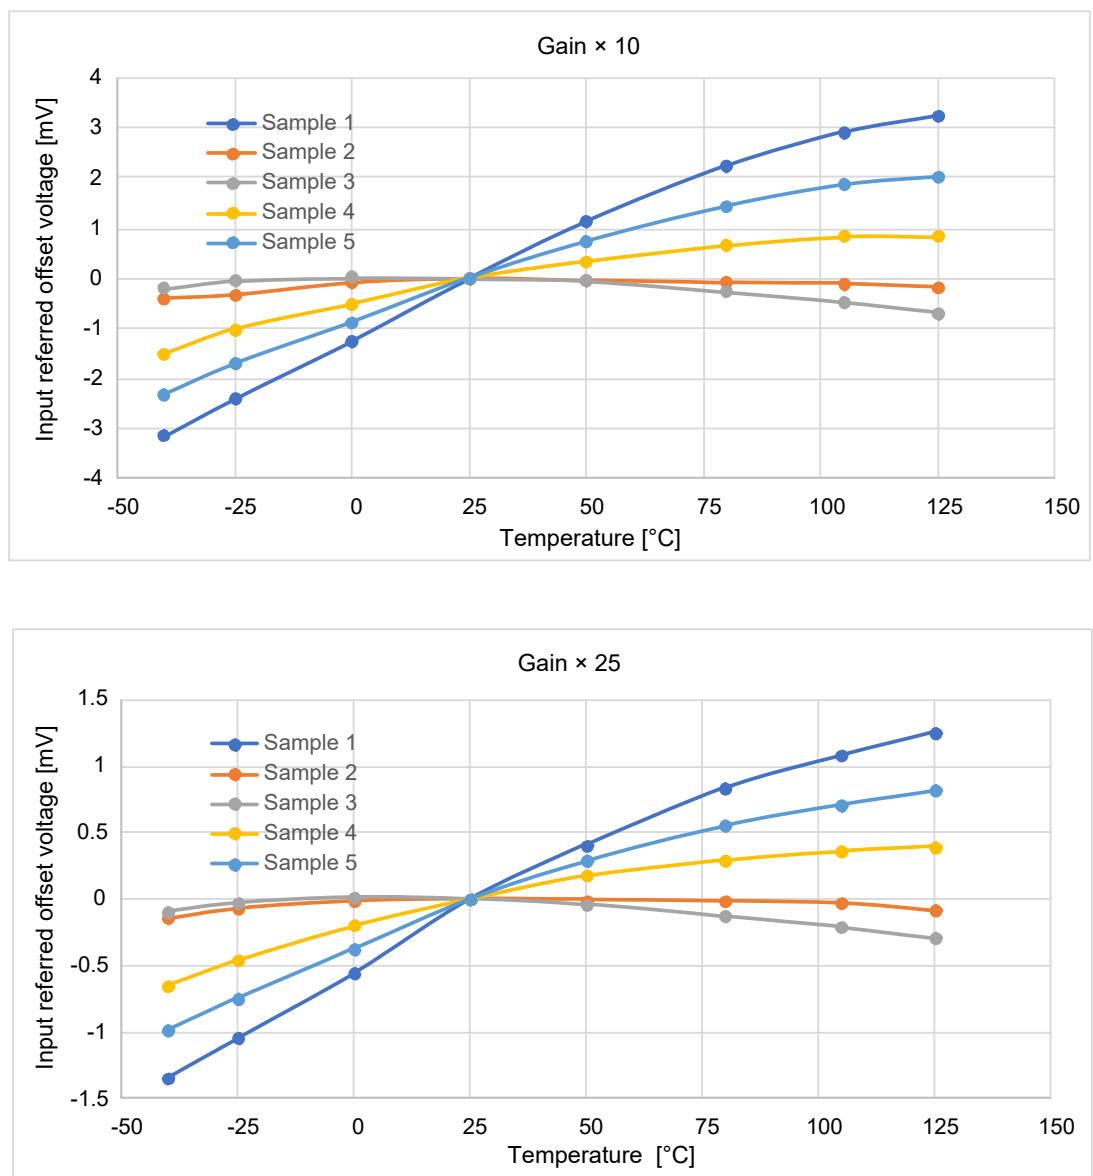 Gain × 10
Input referred offset voltage [mV]
4
3
2
1
0
-1
-2
-3
-4
Sample 1
Sample 2
Sample 3
Sample 4
Sample 5
-50 -25 0 25 50 75 100 125 150
Temperature [°C]
Gain × 25
Input referred offset voltage [mV]
1.5
1
0.5
0
-0.5
-1
-1.5
Sample 1
Sample 2
Sample 3
Sample 4
Sample 5
-50 -25 0 25 50 75 100 125 150
Temperature [°C]